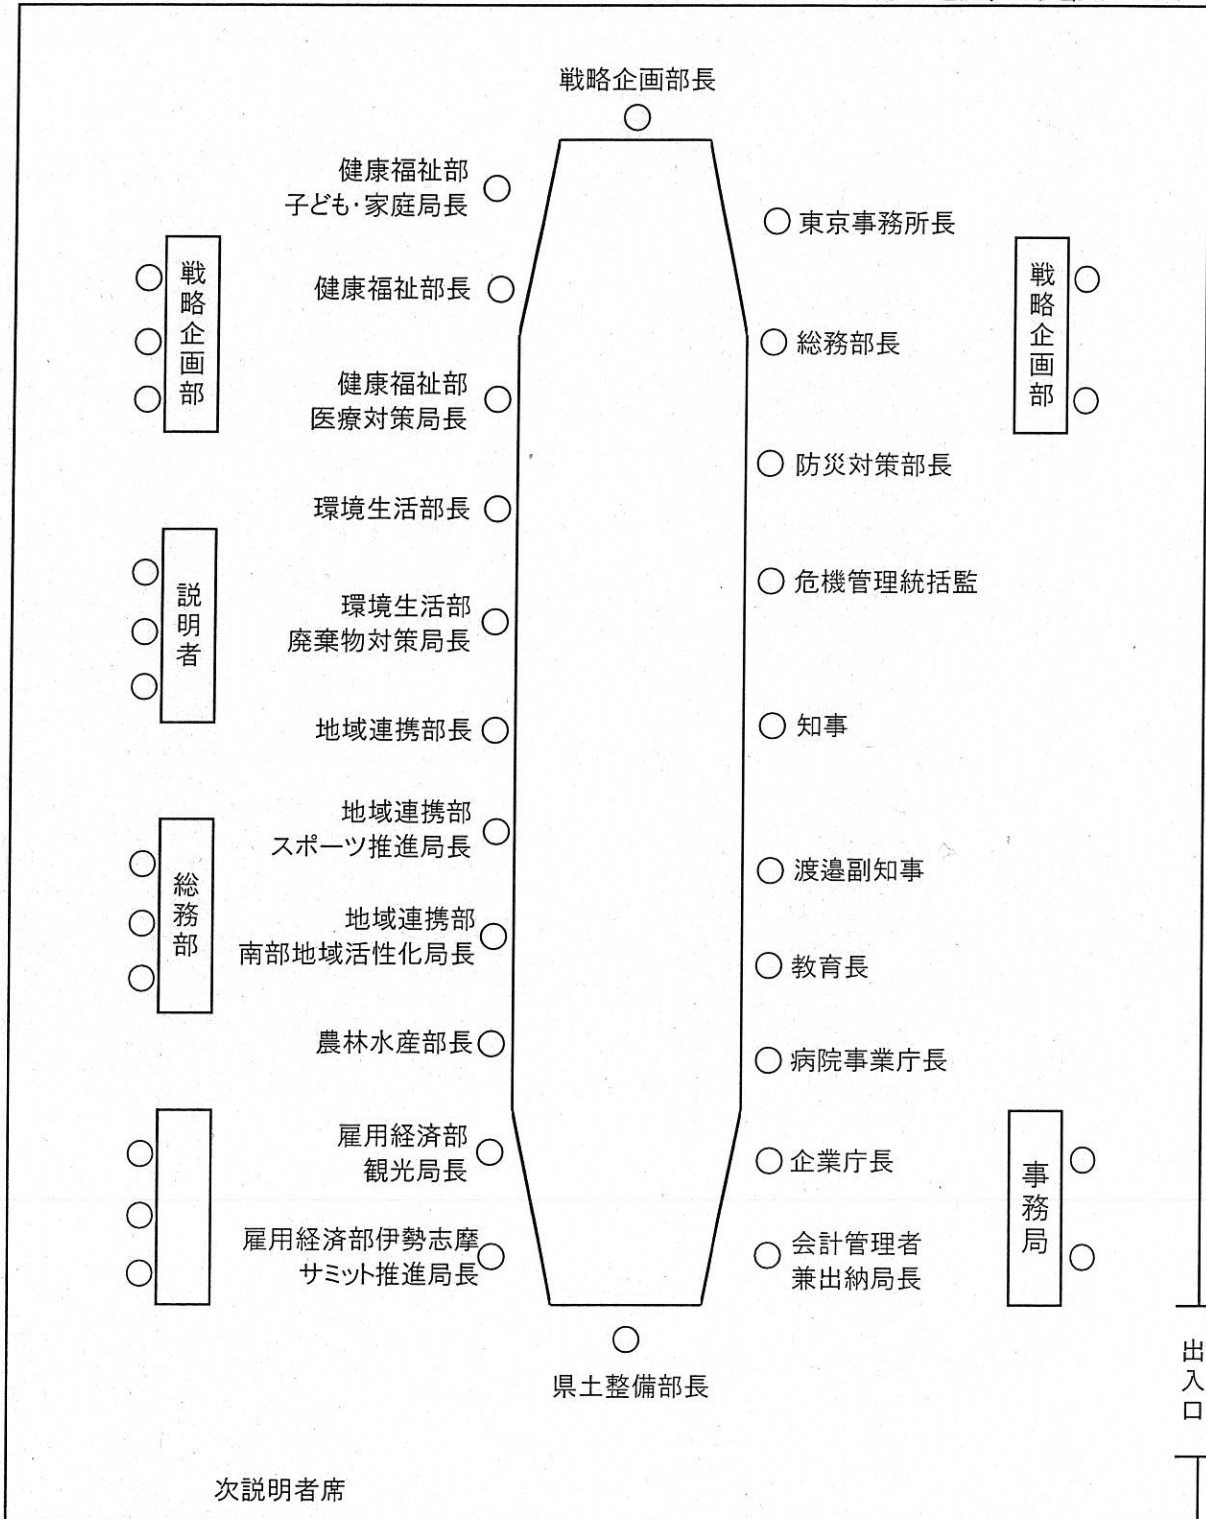 戦略企画部長
健康福祉部
子ども・家庭局長
東京事務所長
戦略企画部
健康福祉部長
戦略企画部
総務部長
健康福祉部
医療対策局長
防災対策部長
環境生活部長
説明者
危機管理統括監
環境生活部
廃棄物対策局長
地域連携部長
知事
地域連携部
スポーツ推進局長
総務部
渡邉副知事
地域連携部
南部地域活性化局長
教育長
農林水産部長
病院事業庁長
雇用経済部
観光局長
企業庁長
事務局
雇用経済部伊勢志摩
サミット推進局長
会計管理者
兼出納局長
県土整備部長
出入口
次説明者席